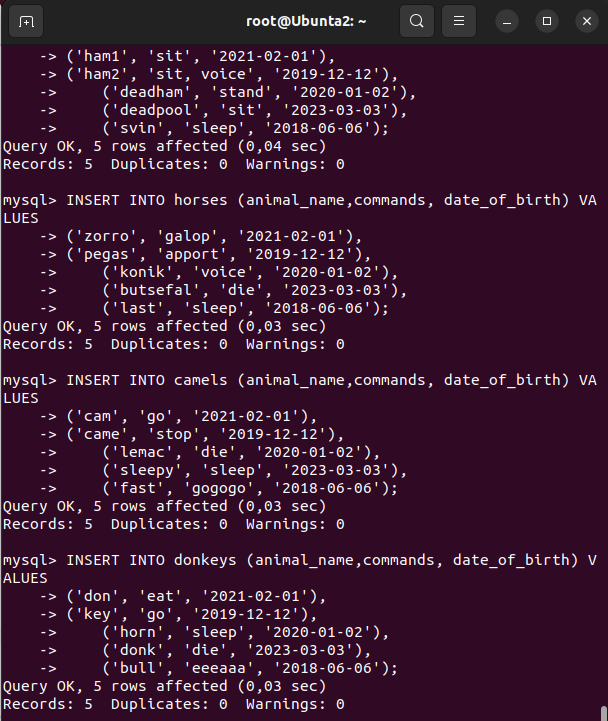 root@Ubunta2: ~
-> ('ham1', 'sit', '2021-02-01'),
-> ('ham2', 'sit, voice', '2019-12-12'),
->     ('deadham', 'stand', '2020-01-02'),
->     ('deadpool', 'sit', '2023-03-03'),
->     ('svin', 'sleep', '2018-06-06');
Query OK, 5 rows affected (0,04 sec)
Records: 5  Duplicates: 0  Warnings: 0
mysql> INSERT INTO horses (animal_name,commands, date_of_birth) VA
LUES
-> ('zorro', 'galop', '2021-02-01'),
-> ('pegas', 'apport', '2019-12-12'),
->     ('konik', 'voice', '2020-01-02'),
->     ('butsefal', 'die', '2023-03-03'),
->     ('last', 'sleep', '2018-06-06');
Query OK, 5 rows affected (0,03 sec)
Records: 5  Duplicates: 0  Warnings: 0
mysql> INSERT INTO camels (animal_name,commands, date_of_birth) VA
LUES
-> ('cam', 'go', '2021-02-01'),
-> ('came', 'stop', '2019-12-12'),
->     ('lemac', 'die', '2020-01-02'),
->     ('sleepy', 'sleep', '2023-03-03'),
->     ('fast', 'gogogo', '2018-06-06');
Query OK, 5 rows affected (0,03 sec)
Records: 5  Duplicates: 0  Warnings: 0
mysql> INSERT INTO donkeys (animal_name,commands, date_of_birth) V
ALUES
-> ('don', 'eat', '2021-02-01'),
-> ('key', 'go', '2019-12-12'),
->     ('horn', 'sleep', '2020-01-02'),
->     ('donk', 'die', '2023-03-03'),
->     ('bull', 'eeeaaa', '2018-06-06');
Query OK, 5 rows affected (0,03 sec)
Records: 5  Duplicates: 0  Warnings: 0